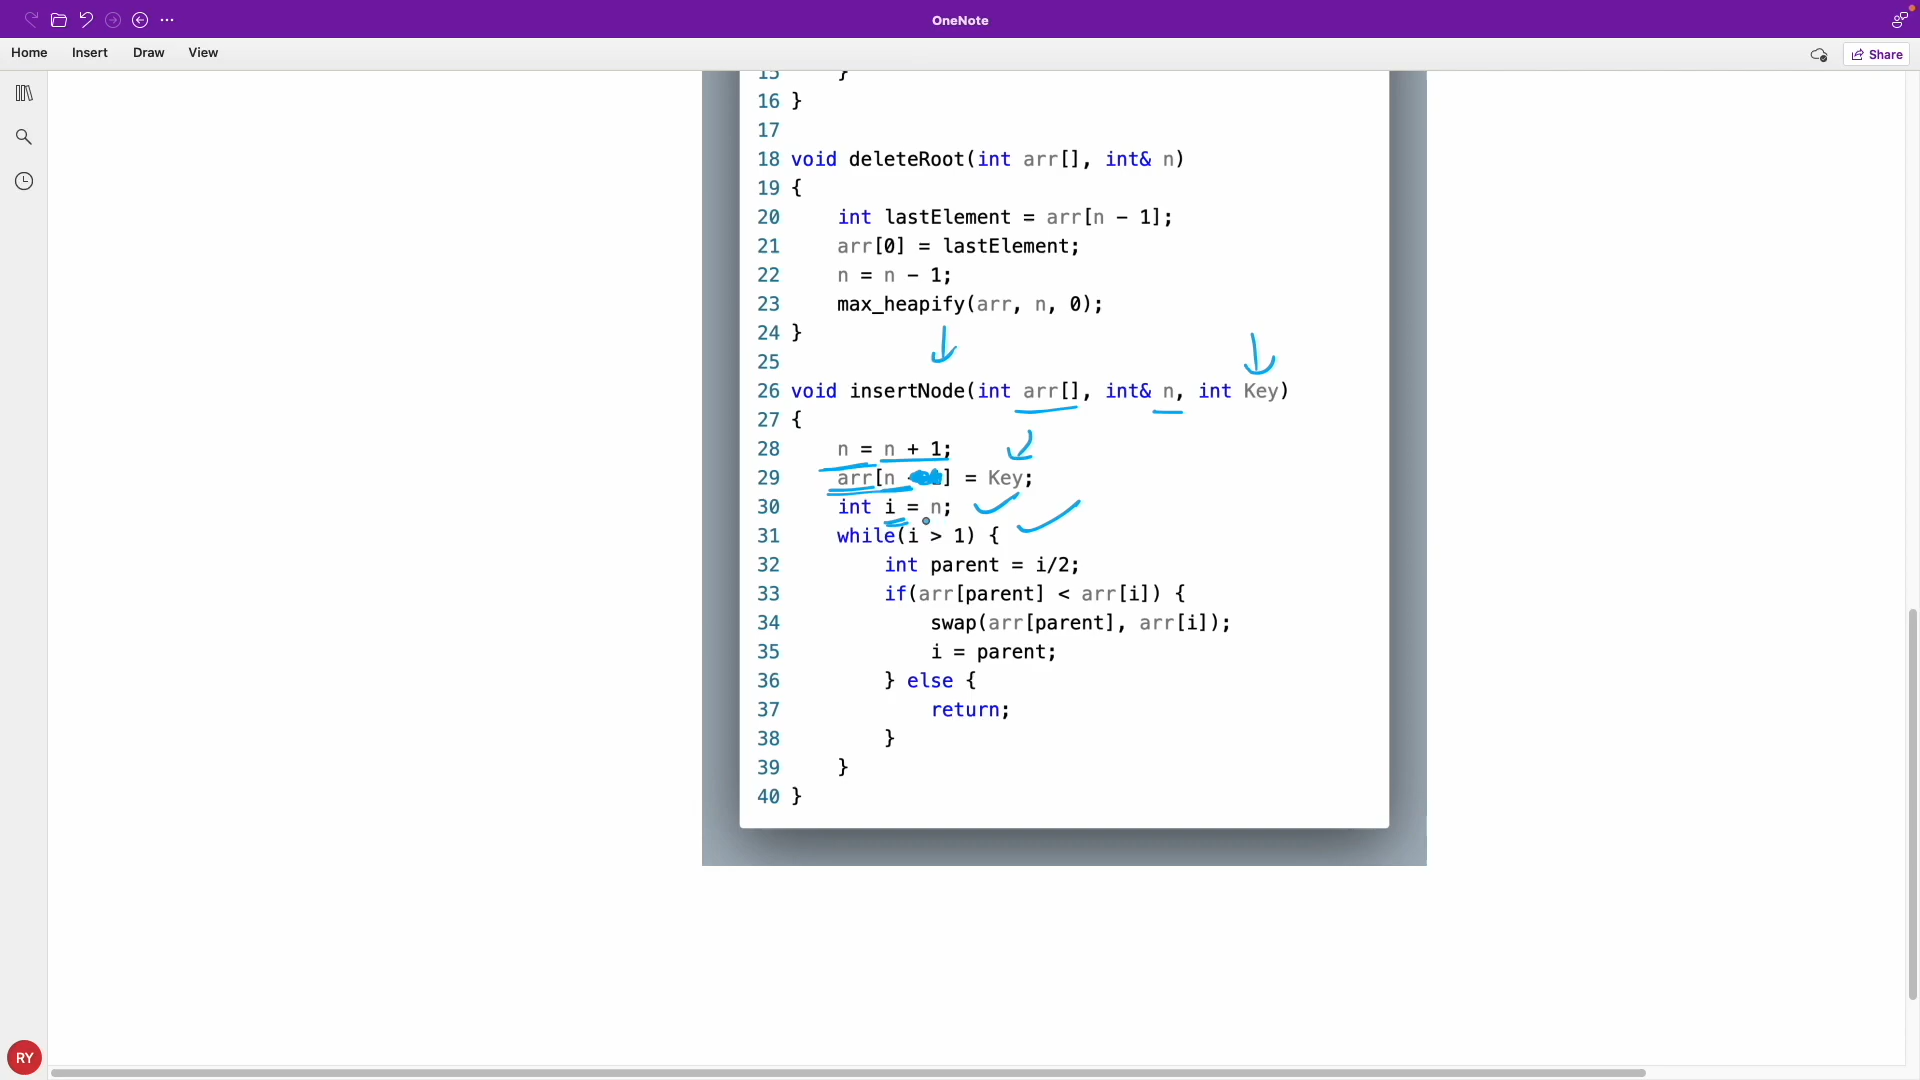 OneNote
Home Insert Draw View
Share
15 }
16 }
17
18 void deleteRoot(int arr[], int& n)
19 {
20 int lastElement = arr[n - 1];
21 arr[0] = lastElement;
22 n = n - 1;
23 max_heapify(arr, n, 0);
24 }
25
26 void insertNode(int arr[], int& n, int Key)
27 {
28 n = n + 1;
29 arr[n ] = Key;
30 int i = n;
31 while(i > 1) {
32 int parent = i/2;
33 if(arr[parent] < arr[i]) {
34 swap(arr[parent], arr[i]);
35 i = parent;
36 } else {
37 return;
38 }
39 }
40 }
RY